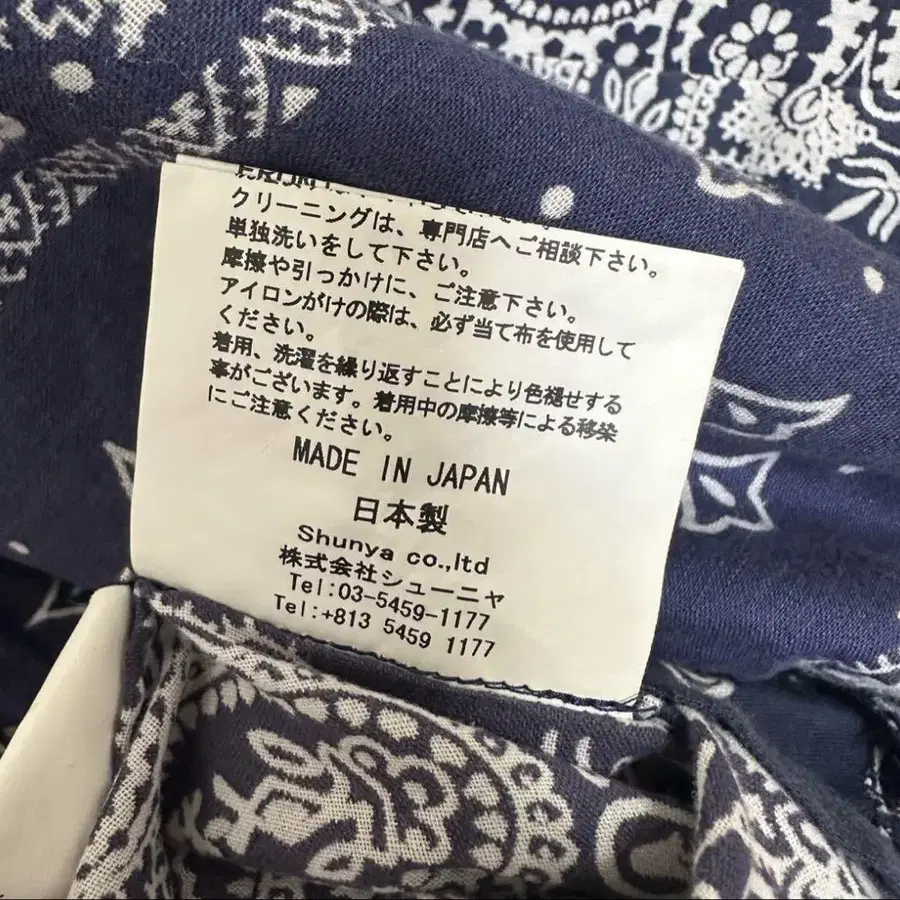 クリーニングは、専門店へご相談下さい。
単独洗いをして下さい。
摩擦や引っかけに、ご注意下さい。
アイロンがけの際は、必ず当て布を使用して
ください。
着用、洗濯を繰り返すことにより色褪せする
事がございます。着用中の摩擦等による移染
にご注意ください。
MADE IN JAPAN
日本製
Shunya co.,ltd
株式会社シューニャ
Tel:03-5459-1177
Tel:+813 5459 1177